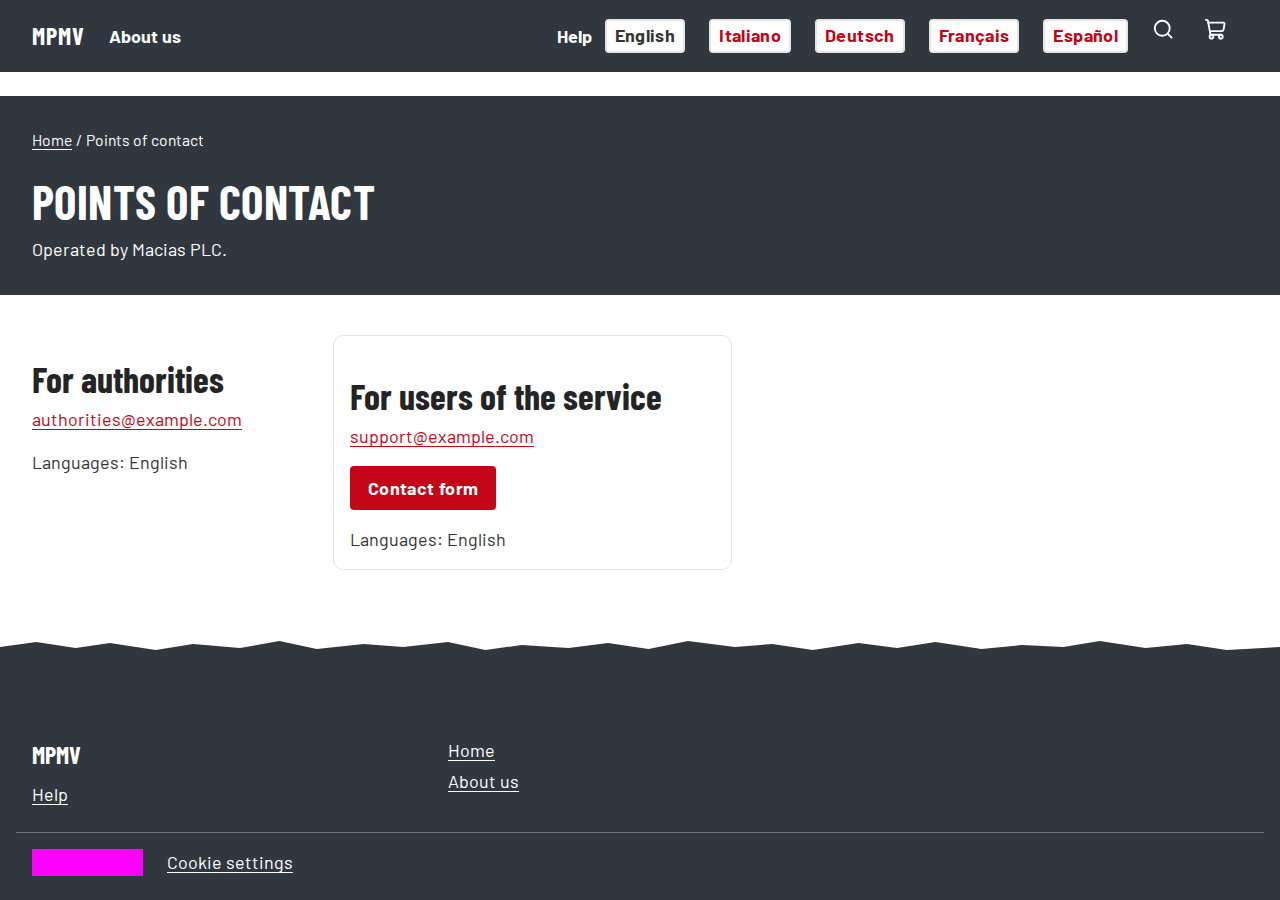 MPMV
About us
Help
English
Italiano
Deutsch
Français
Español
Home / Points of contact
POINTS OF CONTACT
Operated by Macias PLC.
For authorities
authorities@example.com
Languages: English
For users of the service
support@example.com
Contact form
Languages: English
MPMV
Help
Home
About us
Cookie settings